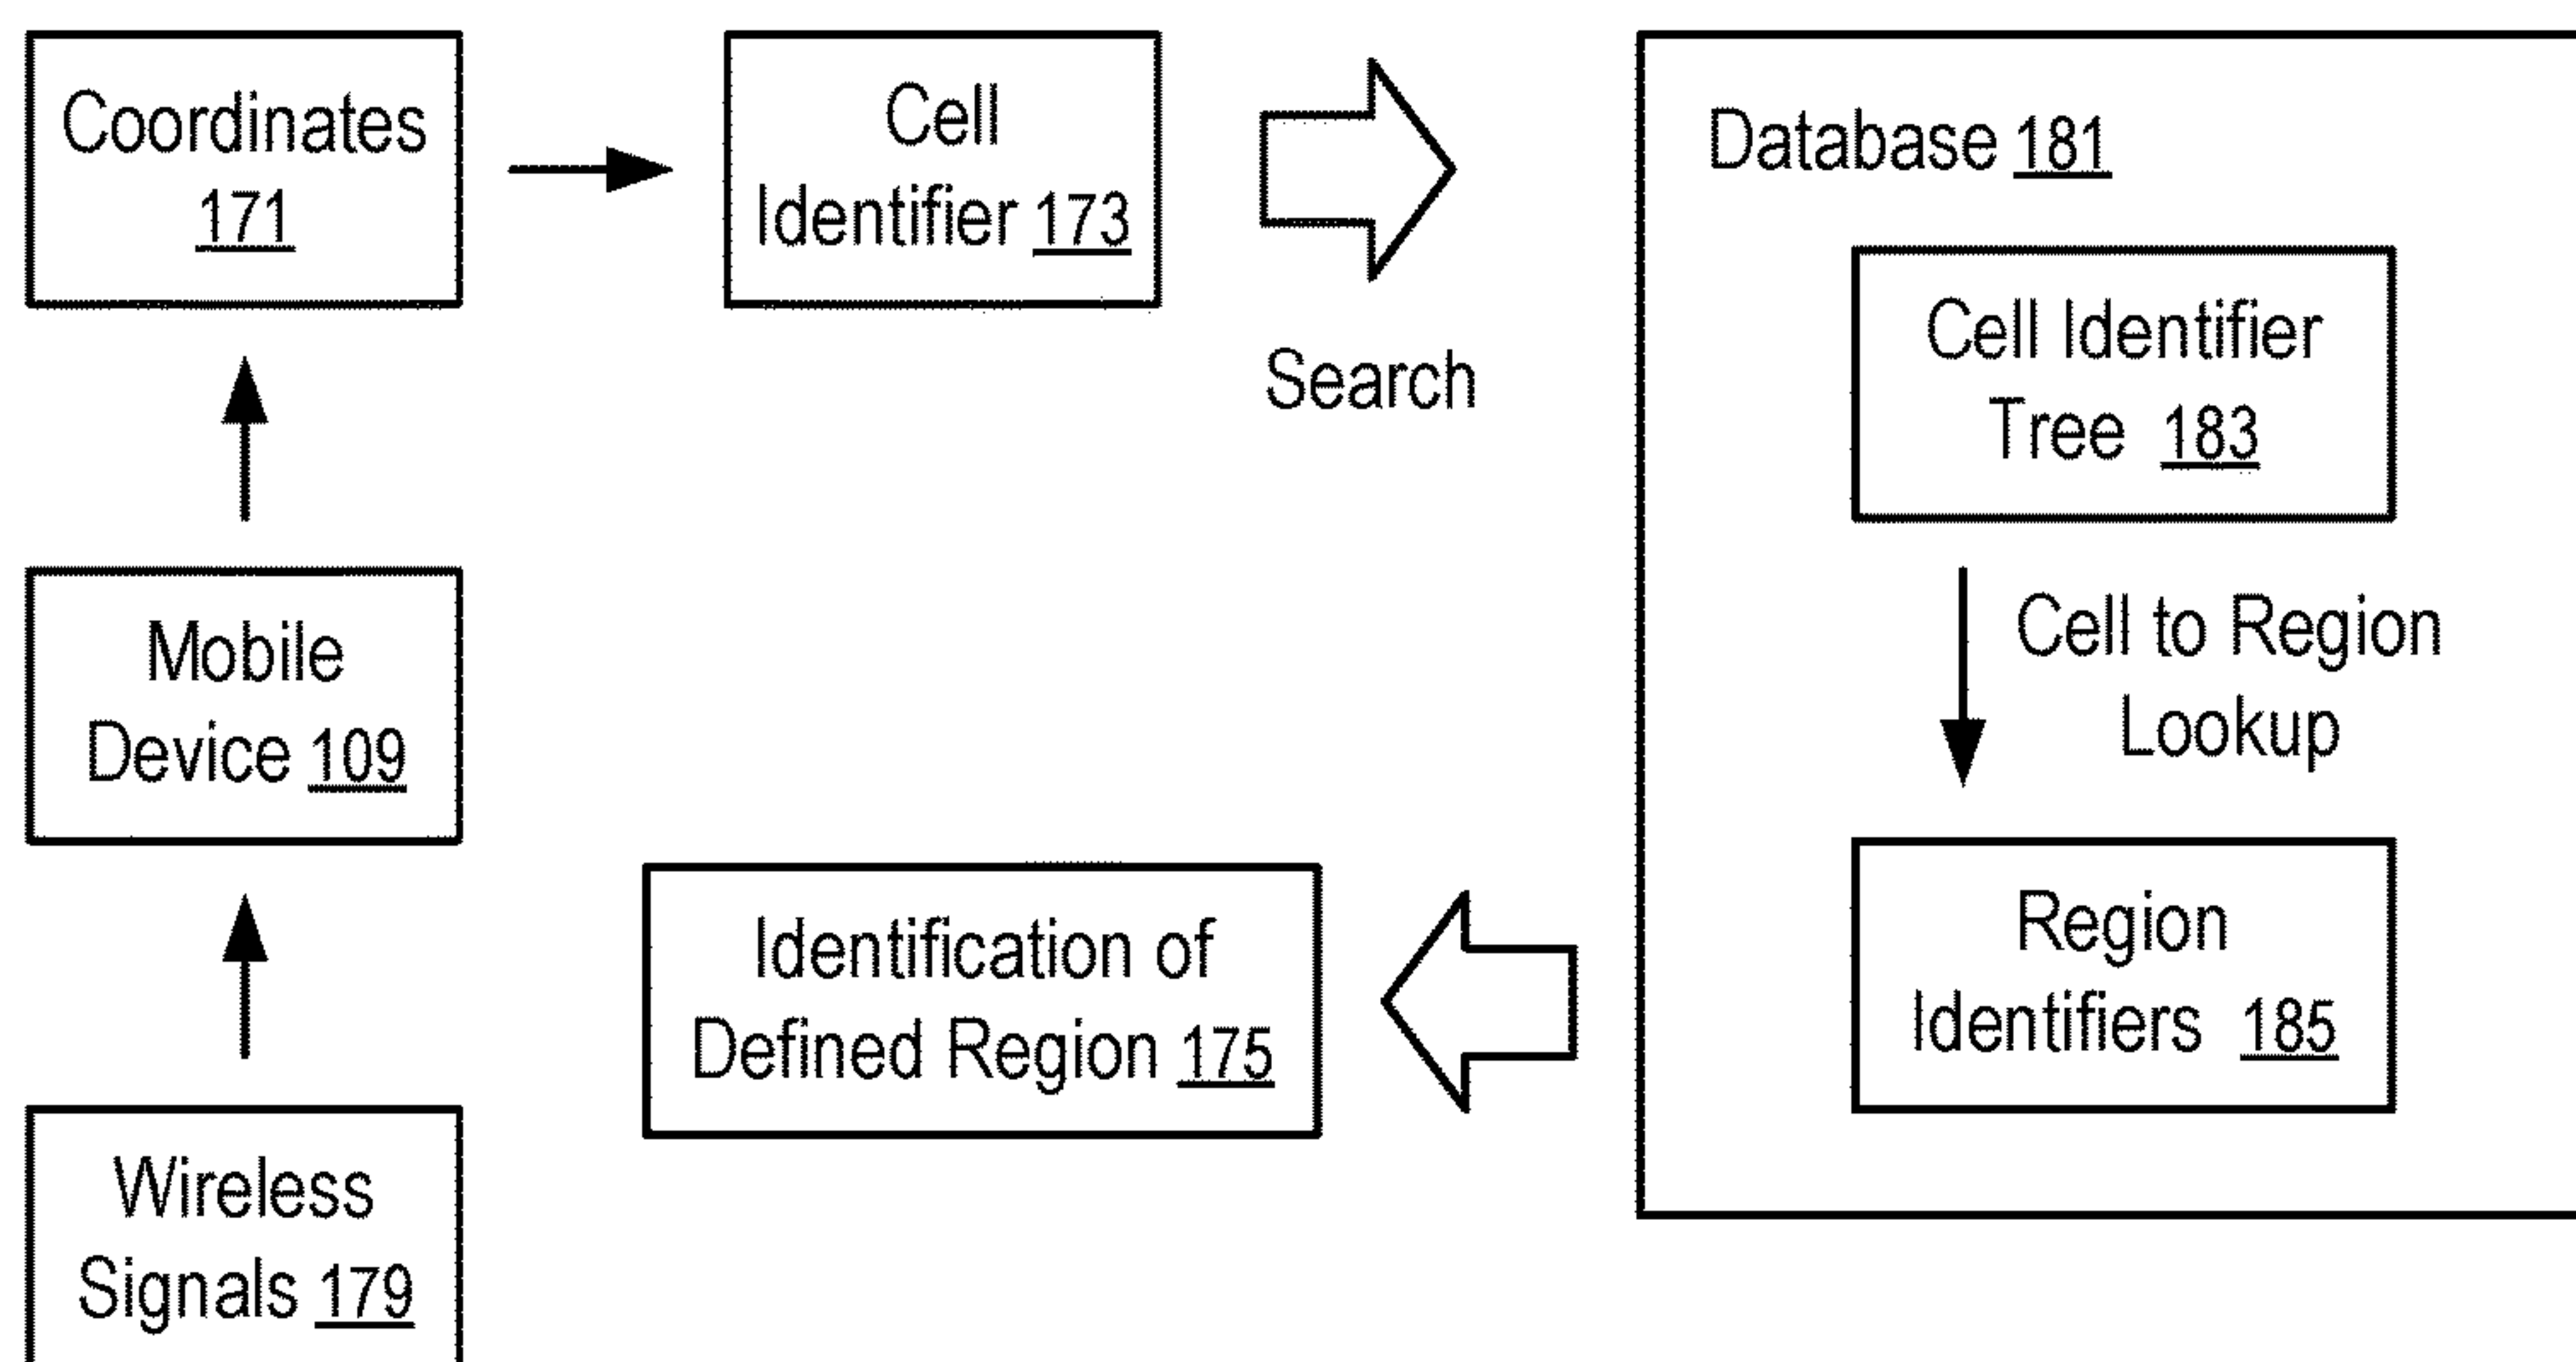 Coordinates
171
Cell
Identifier 173
Search
Database 181
Cell Identifier
Tree 183
Cell to Region
Lookup
Region
Identifiers 185
Mobile
Device 109
Identification of
Defined Region 175
Wireless
Signals 179